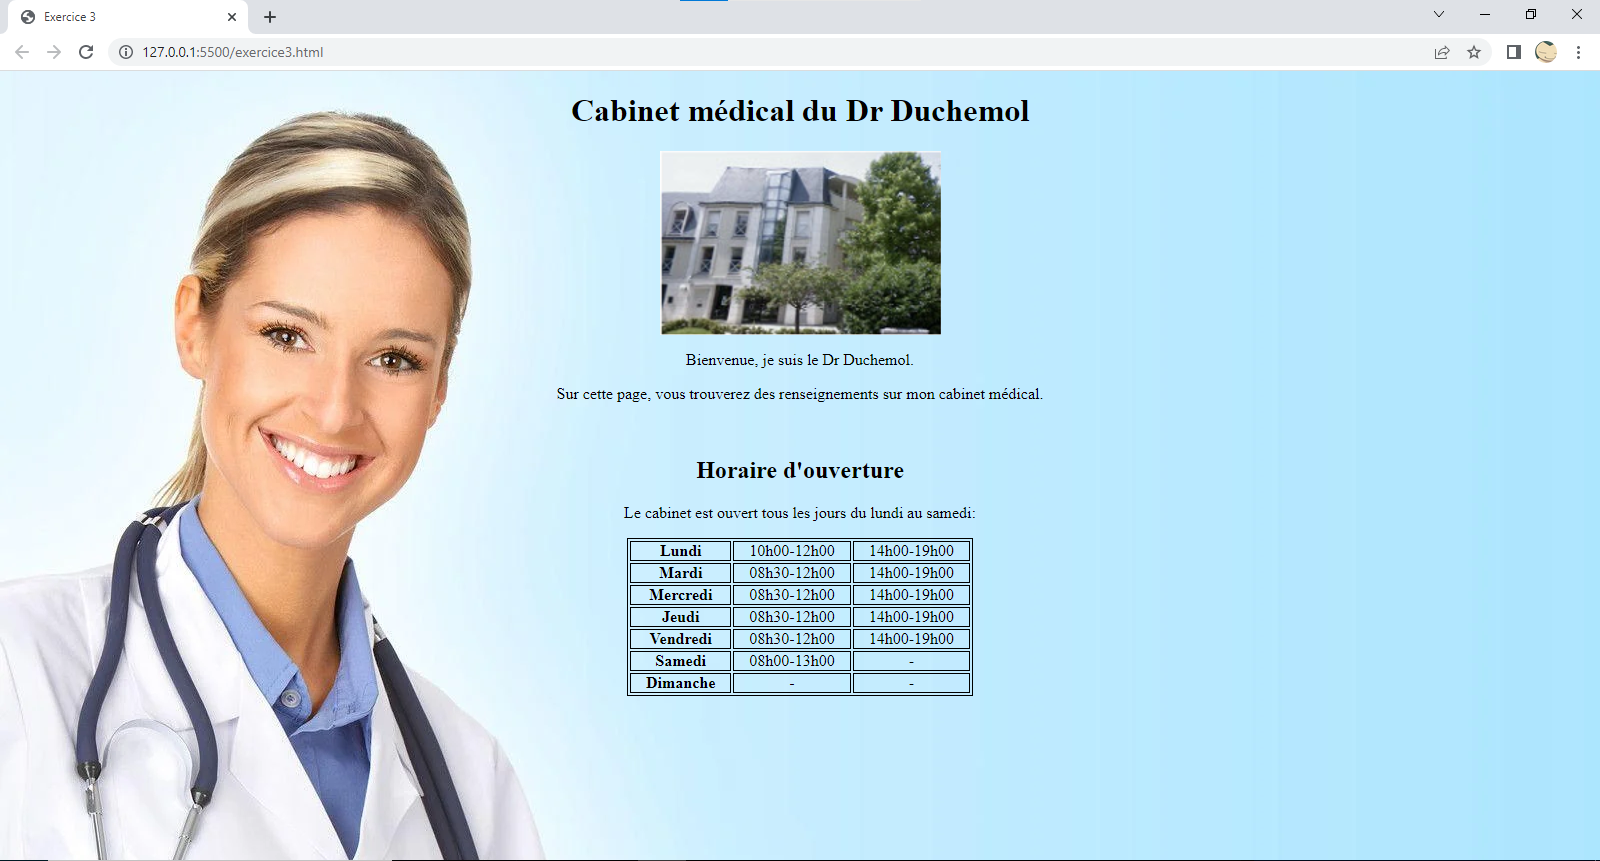 Exercice 3
127.0.0.1:5500/exercice3.html
Cabinet médical du Dr Duchemol
Bienvenue, je suis le Dr Duchemol.
Sur cette page, vous trouverez des renseignements sur mon cabinet médical.
Horaire d'ouverture
Le cabinet est ouvert tous les jours du lundi au samedi:
Lundi 10h00-12h00 14h00-19h00
Mardi 08h30-12h00 14h00-19h00
Mercredi 08h30-12h00 14h00-19h00
Jeudi 08h30-12h00 14h00-19h00
Vendredi 08h30-12h00 14h00-19h00
Samedi 08h00-13h00 -
Dimanche - -